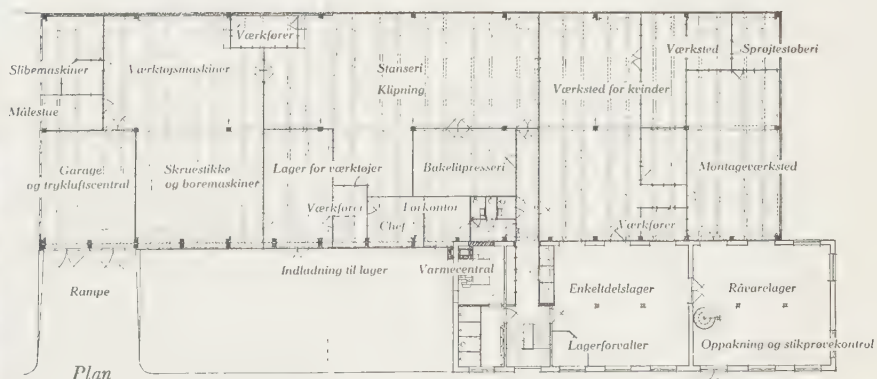 Værkfører
Værksted
Sprøjtestøberi
Slibemaskiner
Værktøjsmaskiner
Stanseri
Klipning
Værksted for kvinder
Målestue
Garage
og trykluftscentral
Skruestikke
og boremaskiner
Lager for værktøjer
Bakelitpresseri
Montageværksted
Værkfører
Forkontor
Chef
Værkfører
Indladning til lager
Varmecentral
Rampe
Enkeltdelslager
Råvarelager
Lagerforvalter
Oppakning og stikprøvekontrol
Plan